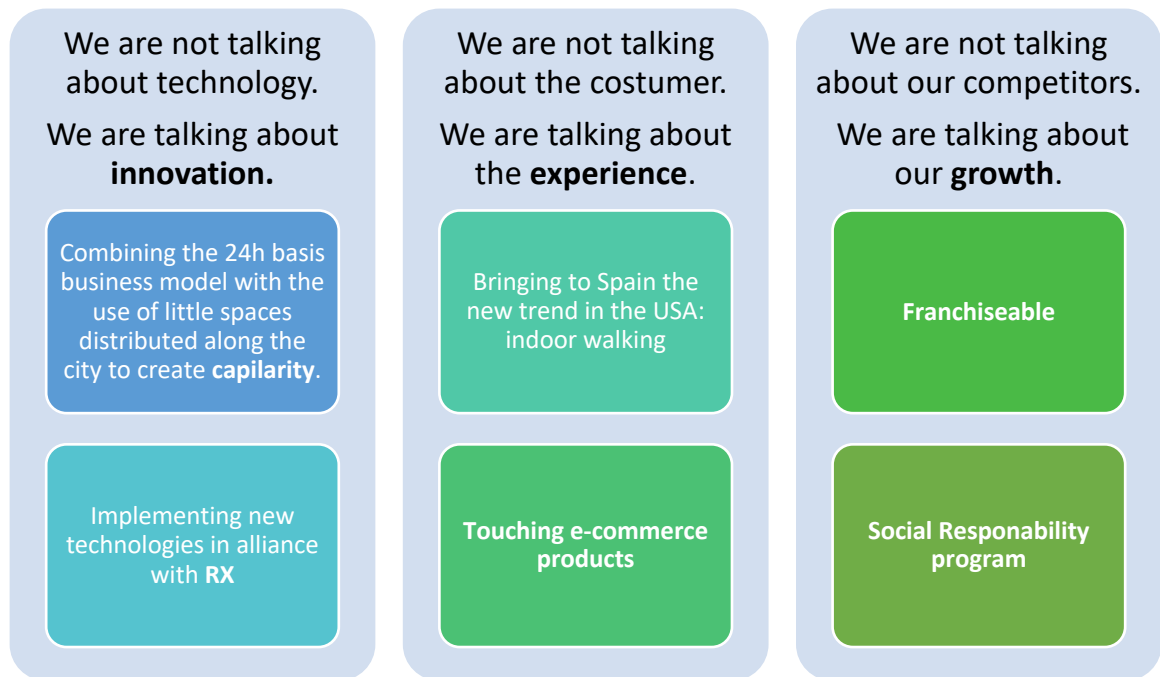 We are not talking
about technology.
We are talking about
innovation.
Combining the 24h basis
business model with the
use of little spaces
distributed along the
city to create capilarity.
Implementing new
technologies in alliance
with RX
We are not talking
about the costumer.
We are talking about
the experience.
Bringing to Spain the
new trend in the USA:
indoor walking
Touching e-commerce
products
We are not talking
about our competitors.
We are talking about
our growth.
Franchiseable
Social Responability
program